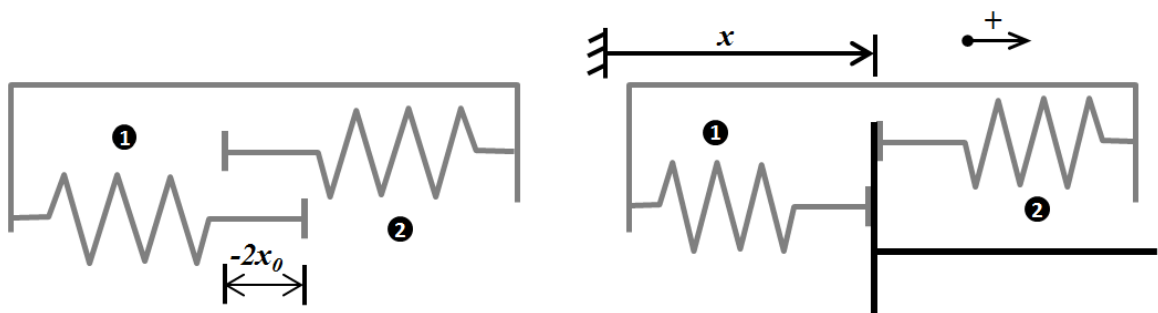 ❶
❷
-2x₀
x
+
❶
❷